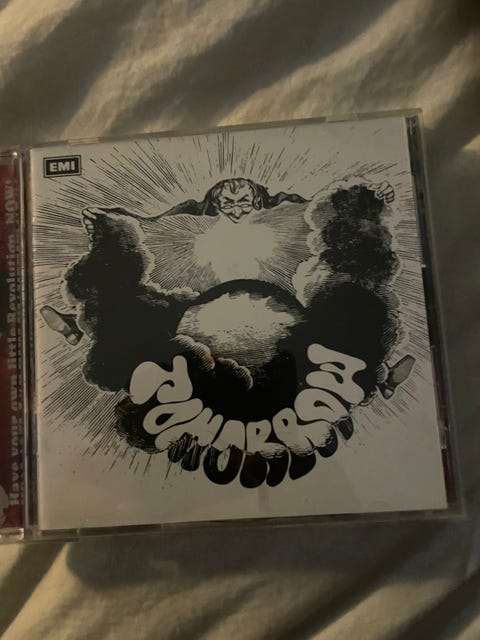 EMI
TOMORROW
Have your own little Revolution. NOW!